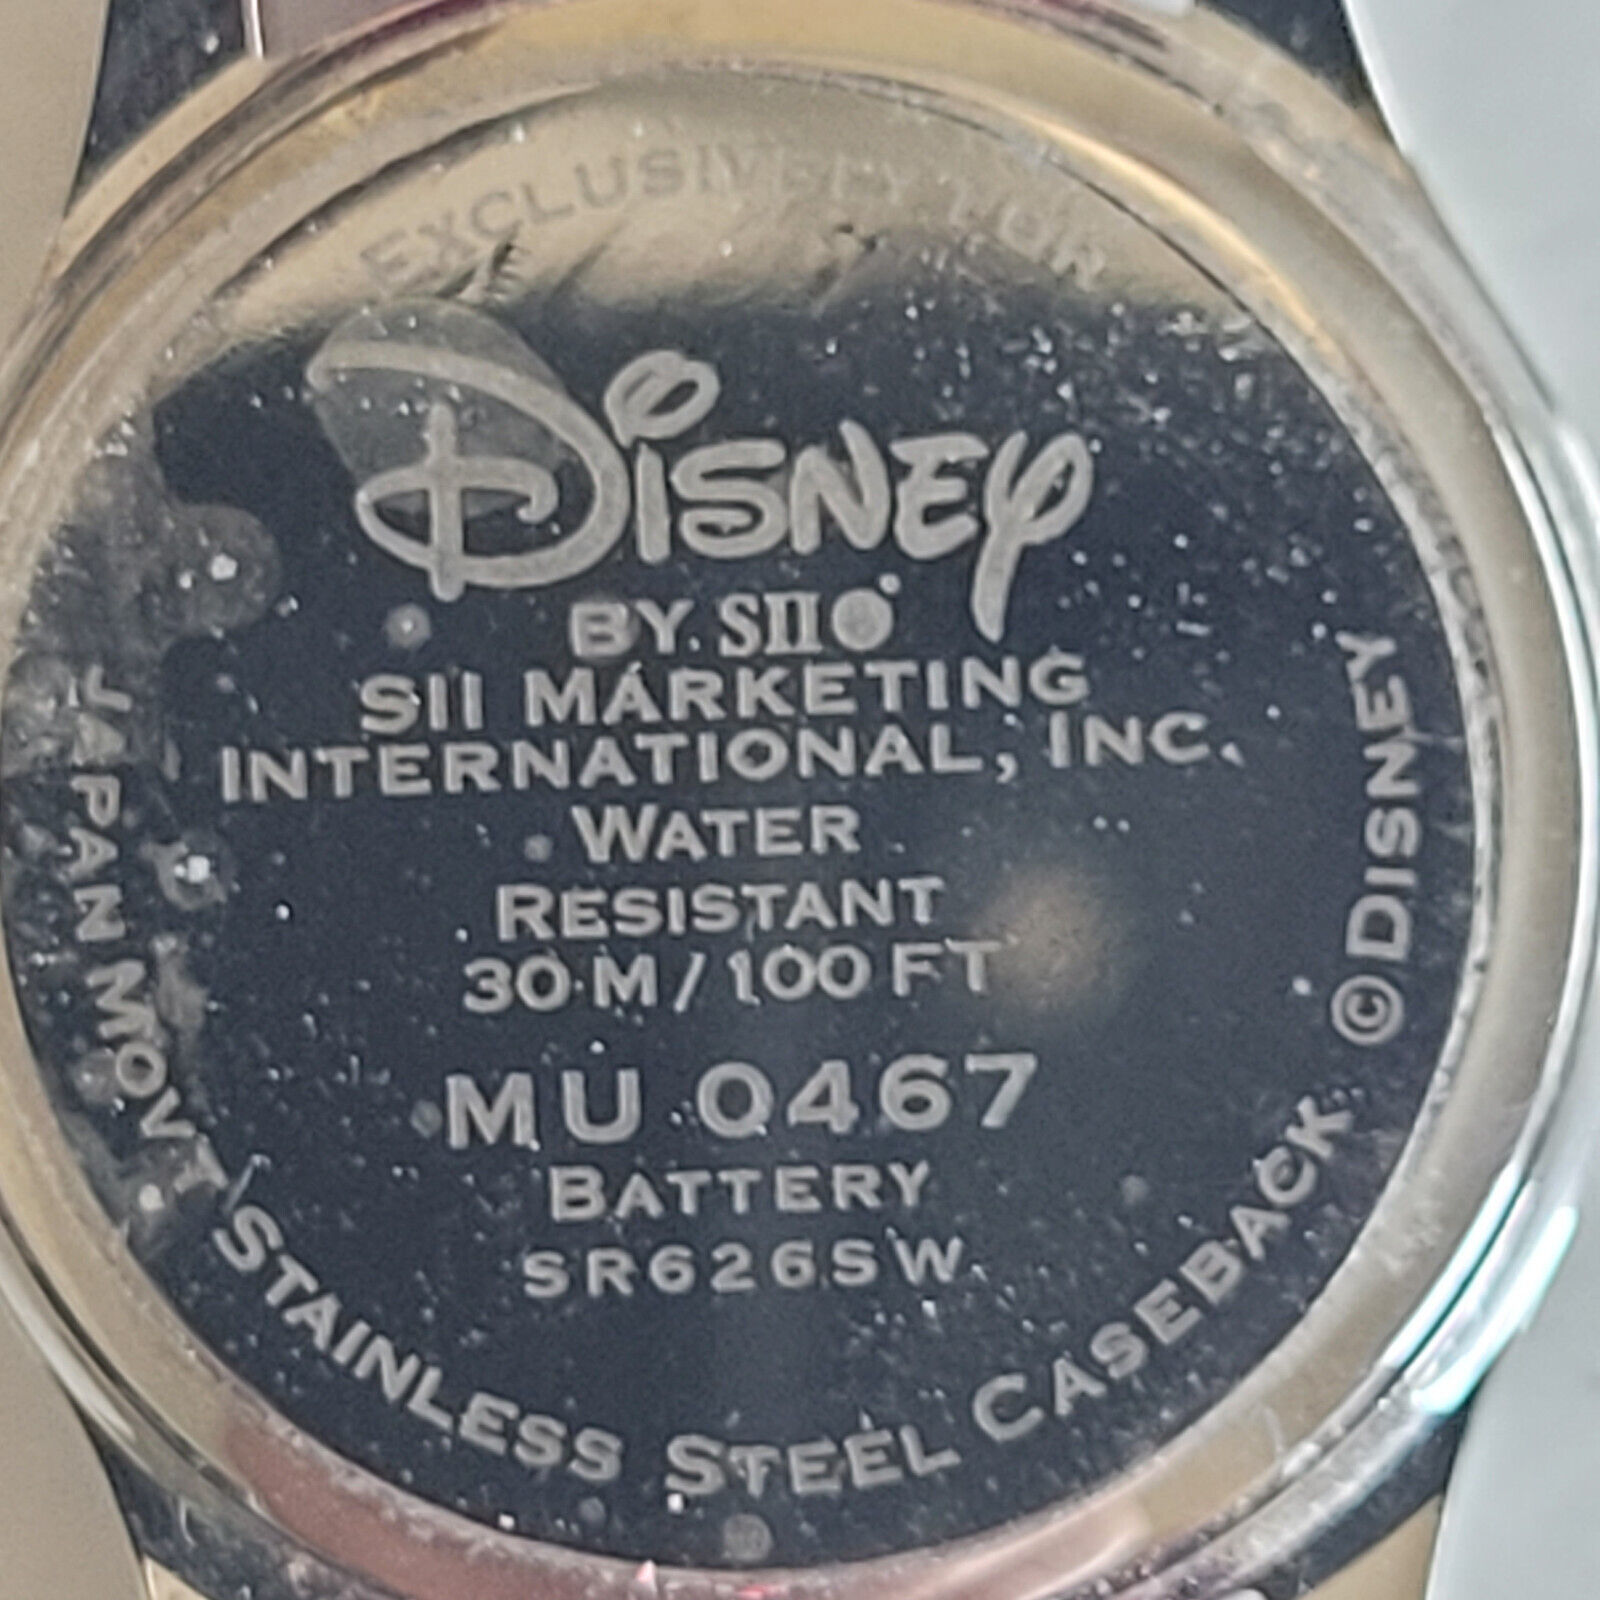 EXCLUSIVELY FOR
DISNEY
BY SII
SII MARKETING
INTERNATIONAL, INC.
WATER
RESISTANT
30 M / 100 FT
MU 0467
BATTERY
SR626SW
JAPAN MOVT
STAINLESS STEEL CASEBACK
©DISNEY